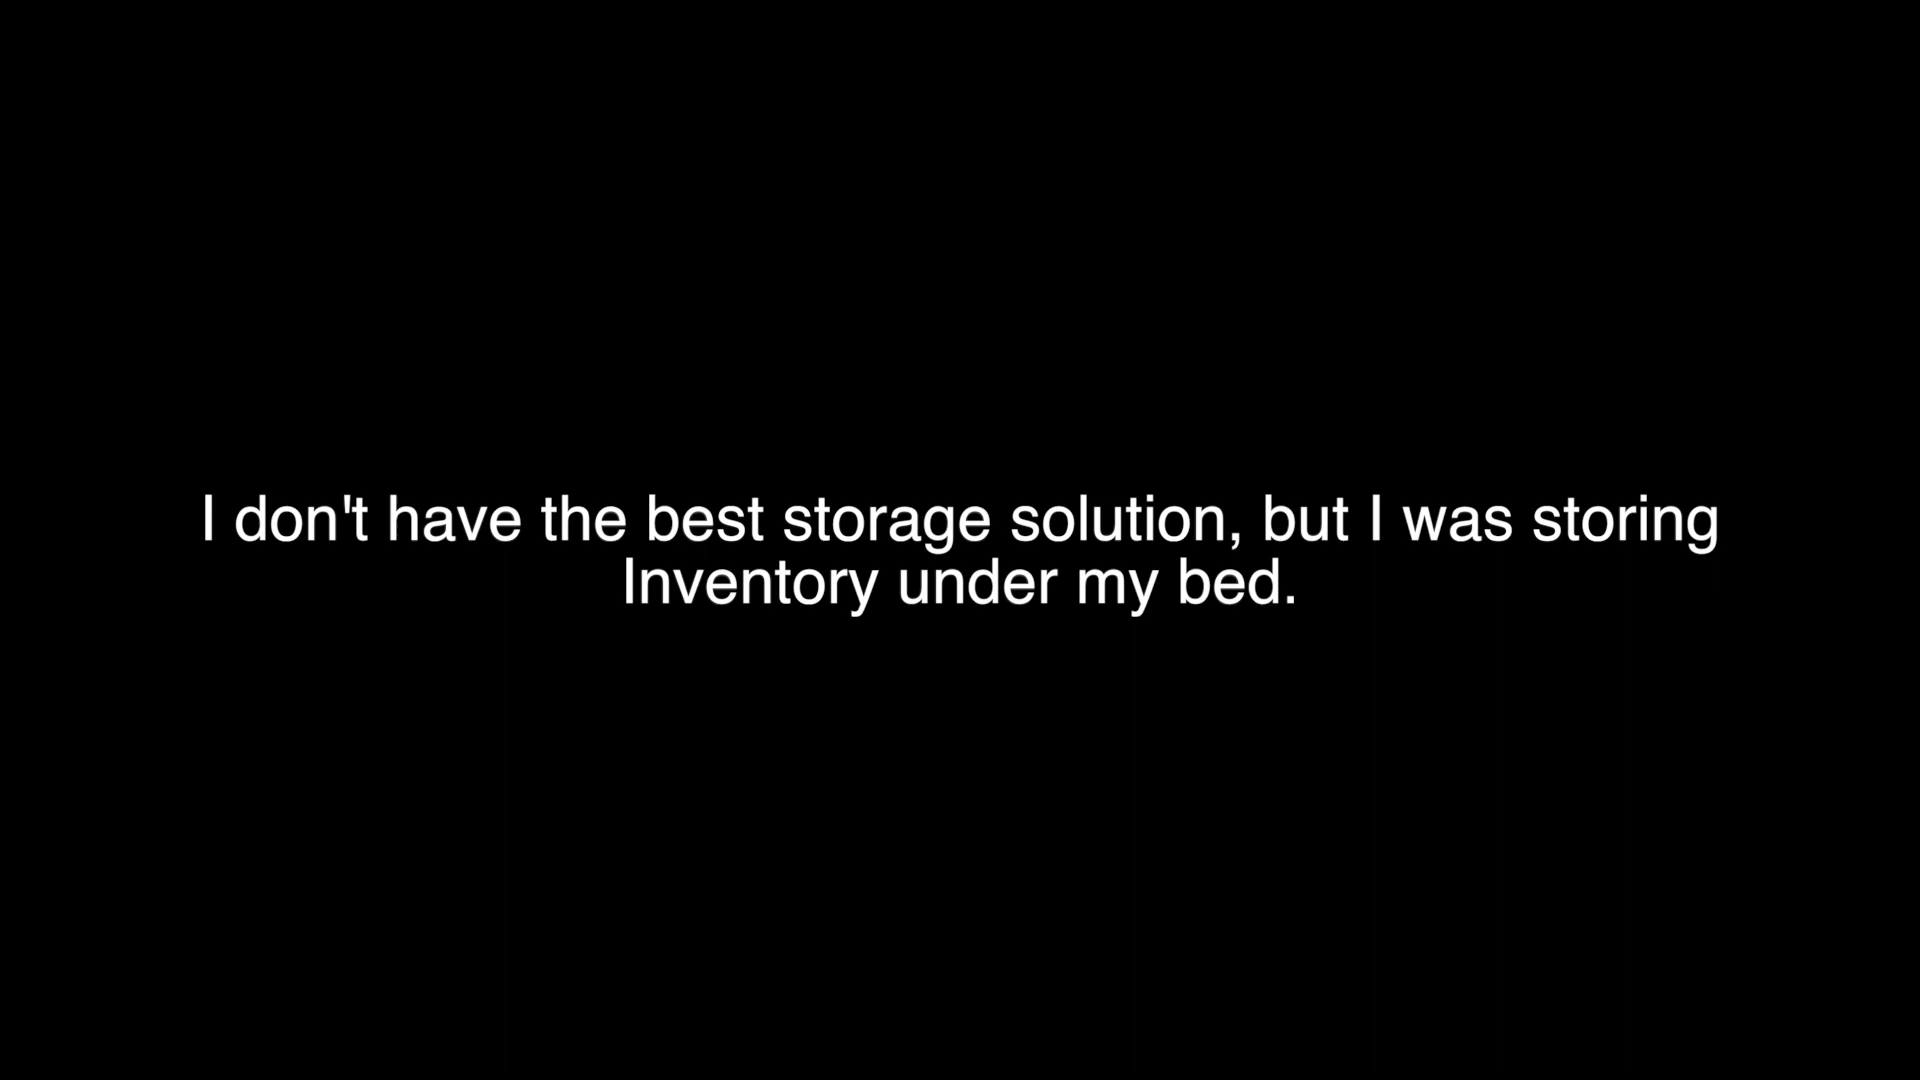 I don't have the best storage solution, but I was storing
Inventory under my bed.